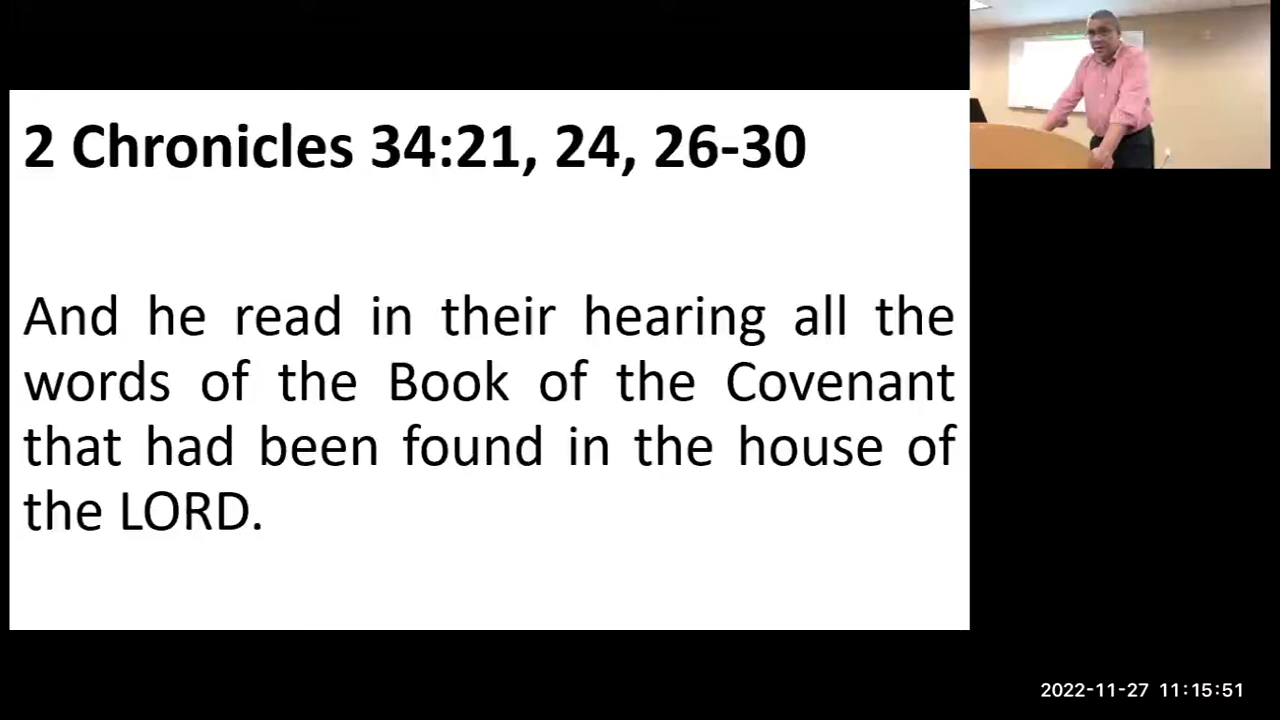 2 Chronicles 34:21, 24, 26-30
And he read in their hearing all the
words of the Book of the Covenant
that had been found in the house of
the LORD.
2022-11-27 11:15:51